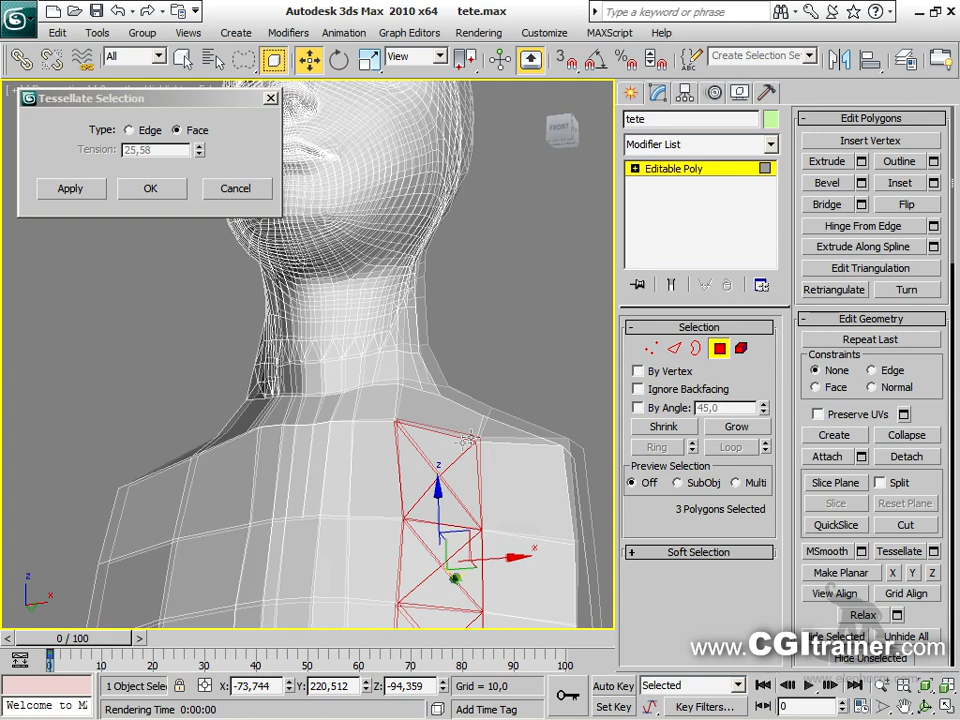 Autodesk 3ds Max 2010 x64 tete.max
Type a keyword or phrase
Edit Tools Group Views Create Modifiers Animation Graph Editors Rendering Customize MAXScript Help
All View Create Selection Se
Tessellate Selection
Type: Edge Face
Tension: 25,58
Apply OK Cancel
FRONT
z
x
z
x
tete
Modifier List
Editable Poly
Selection
By Vertex
Ignore Backfacing
By Angle: 45,0
Shrink Grow
Ring Loop
Preview Selection
Off SubObj Multi
3 Polygons Selected
Soft Selection
Edit Polygons
Insert Vertex
Extrude Outline
Bevel Inset
Bridge Flip
Hinge From Edge
Extrude Along Spline
Edit Triangulation
Retriangulate Turn
Edit Geometry
Repeat Last
Constraints
None Edge
Face Normal
Preserve UVs
Create Collapse
Attach Detach
Slice Plane Split
Slice Reset Plane
QuickSlice Cut
MSmooth Tessellate
Make Planar X Y Z
View Align Grid Align
Relax
Hide Selected Unhide All
Hide Unselected
www.CGItrainer.com
0 / 100
0 10 20 30 40 50 60 70 80 90 100
1 Object Sele X: -73,744 Y: 220,512 Z: -94,359 Grid = 10,0 Auto Key Selected
Welcome to M Rendering Time 0:00:00 Add Time Tag Set Key Key Filters... 0